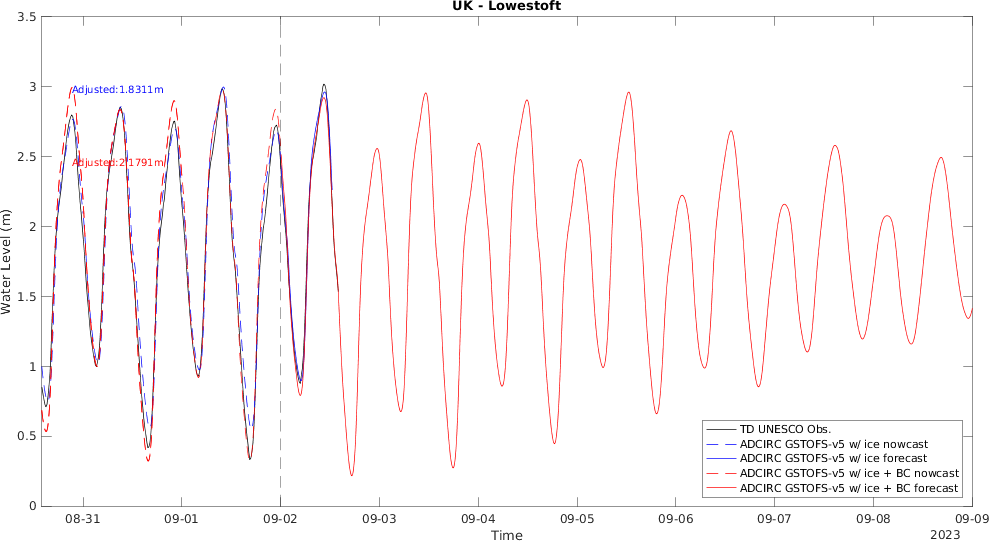 UK - Lowestoft
3.5
3
2.5
2
1.5
1
0.5
0
Water Level (m)
Adjusted:1.8311m
Adjusted:2.1791m
TD UNESCO Obs.
ADCIRC GSTOFS-v5 w/ ice nowcast
ADCIRC GSTOFS-v5 w/ ice forecast
ADCIRC GSTOFS-v5 w/ ice + BC nowcast
ADCIRC GSTOFS-v5 w/ ice + BC forecast
08-31 09-01 09-02 09-03 09-04 09-05 09-06 09-07 09-08 09-09
Time
2023